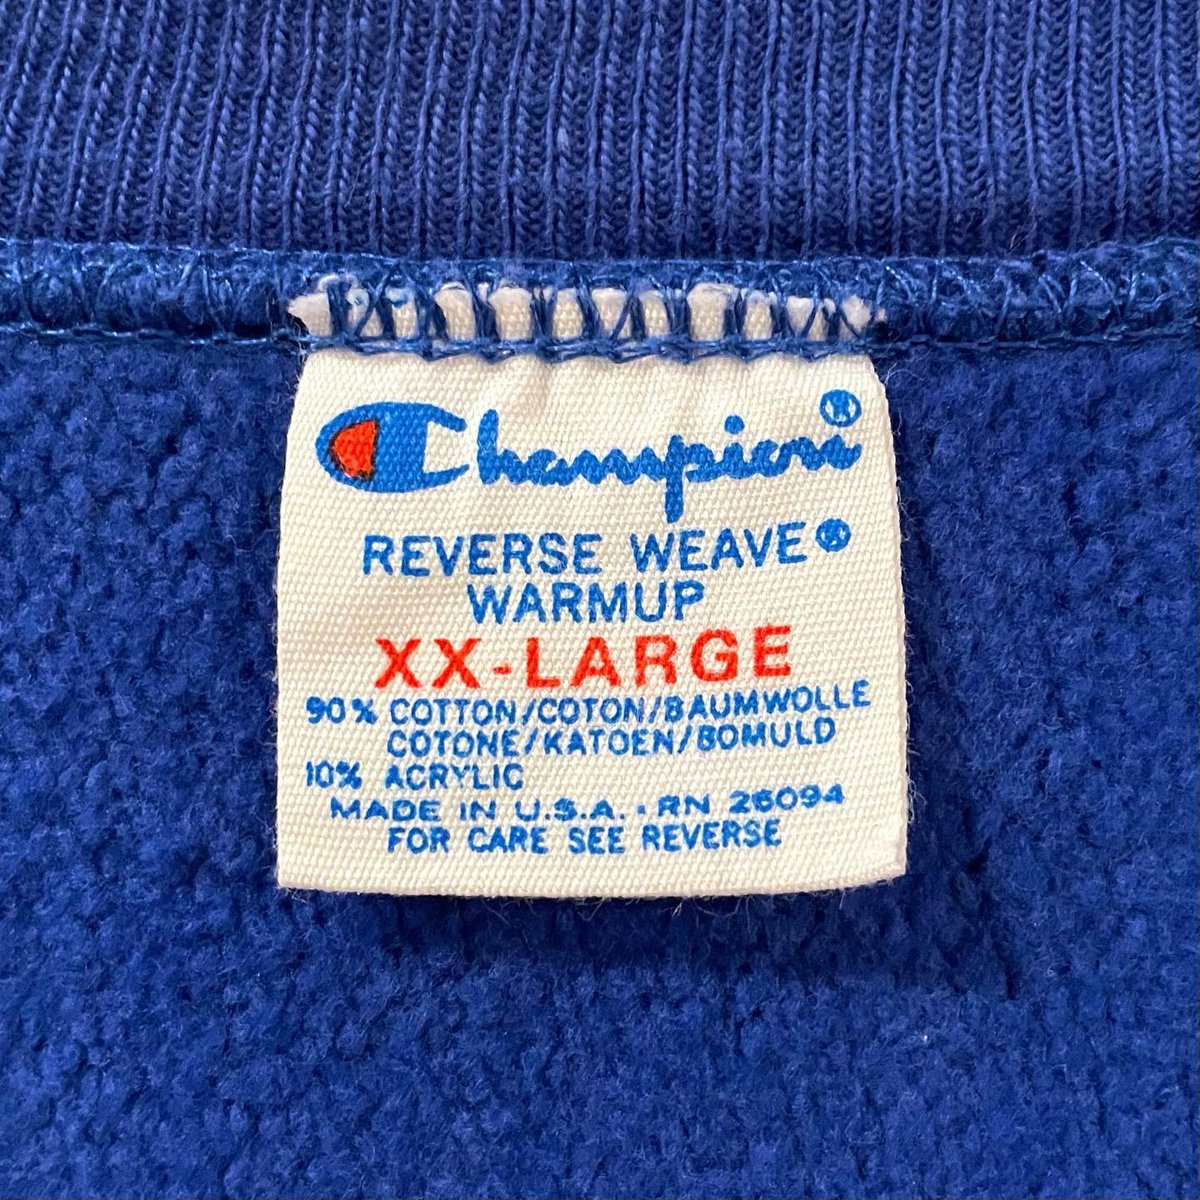 Champion®
REVERSE WEAVE®
WARMUP
XX-LARGE
90% COTTON/COTON/BAUMWOLLE
COTONE/KATOEN/BOMULD
10% ACRYLIC
MADE IN U.S.A. • RN 26094
FOR CARE SEE REVERSE